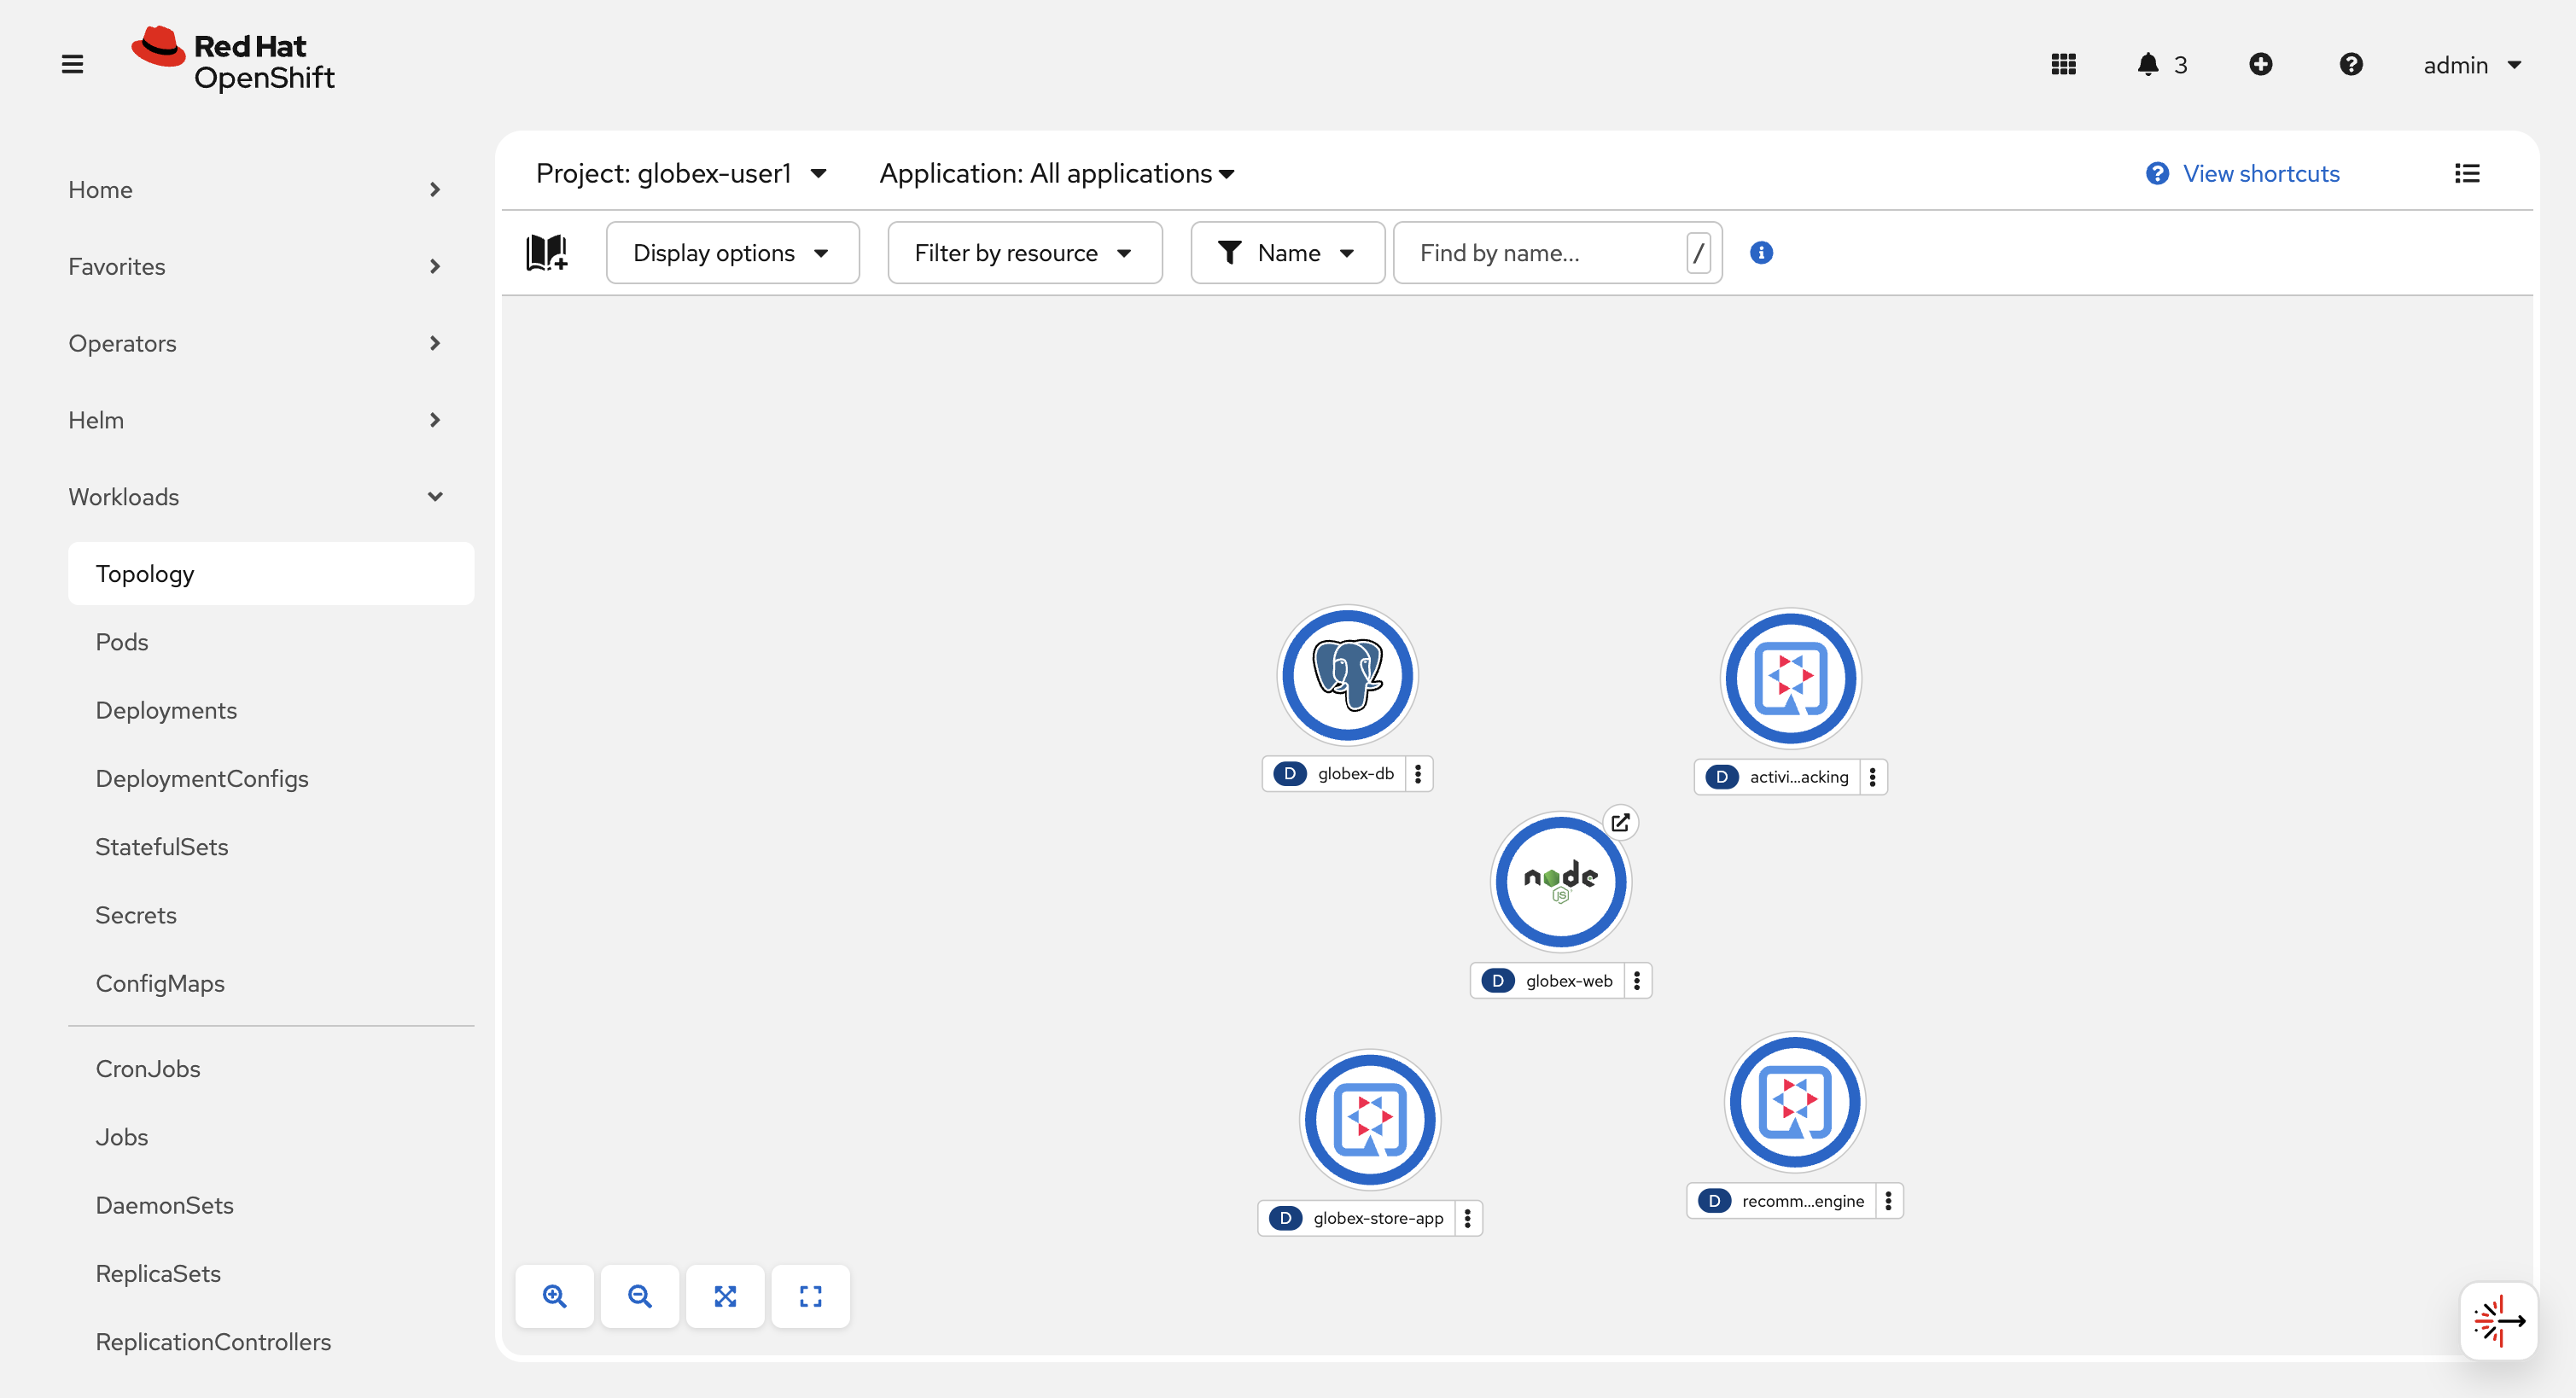 Red Hat
OpenShift
3
admin
Home
Favorites
Operators
Helm
Workloads
Topology
Pods
Deployments
DeploymentConfigs
StatefulSets
Secrets
ConfigMaps
CronJobs
Jobs
DaemonSets
ReplicaSets
ReplicationControllers
Project: globex-user1
Application: All applications
View shortcuts
Display options
Filter by resource
Name
Find by name...
/
D globex-db
D activi...acking
node
JS
D globex-web
D globex-store-app
D recomm...engine